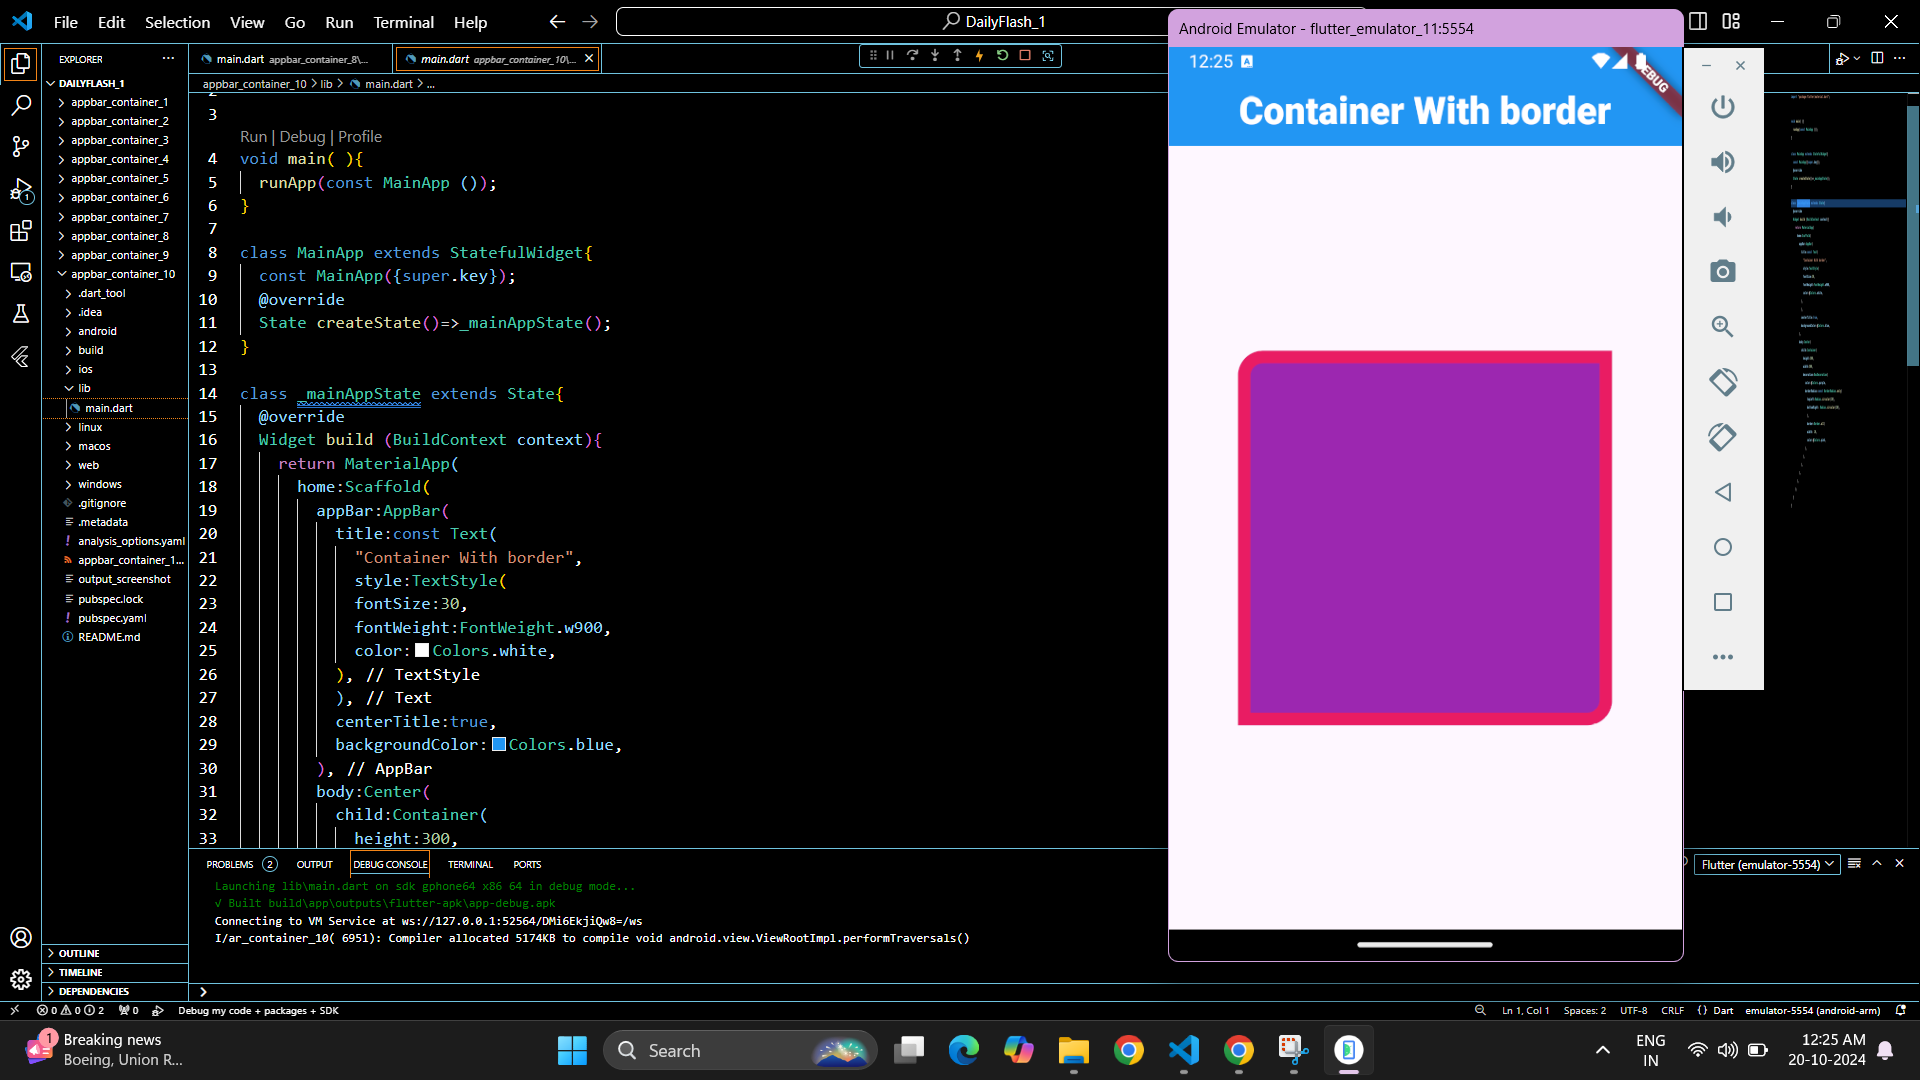 File Edit Selection View Go Run Terminal Help
DailyFlash_1
EXPLORER
DAILYFLASH_1
appbar_container_1
appbar_container_2
appbar_container_3
appbar_container_4
appbar_container_5
appbar_container_6
appbar_container_7
appbar_container_8
appbar_container_9
appbar_container_10
.dart_tool
.idea
android
build
ios
lib
main.dart
linux
macos
web
windows
.gitignore
.metadata
analysis_options.yaml
appbar_container_1...
output_screenshot
pubspec.lock
pubspec.yaml
README.md
OUTLINE
TIMELINE
DEPENDENCIES
main.dart appbar_container_8\...
main.dart appbar_container_10\...
appbar_container_10 > lib > main.dart > ...
3
Run | Debug | Profile
4 void main( ){
5 runApp(const MainApp ());
6 }
7
8 class MainApp extends StatefulWidget{
9 const MainApp({super.key});
10 @override
11 State createState()=>_mainAppState();
12 }
13
14 class _mainAppState extends State{
15 @override
16 Widget build (BuildContext context){
17 return MaterialApp(
18 home:Scaffold(
19 appBar:AppBar(
20 title:const Text(
21 "Container With border",
22 style:TextStyle(
23 fontSize:30,
24 fontWeight:FontWeight.w900,
25 color: Colors.white,
26 ), // TextStyle
27 ), // Text
28 centerTitle:true,
29 backgroundColor: Colors.blue,
30 ), // AppBar
31 body:Center(
32 child:Container(
33 height:300,
PROBLEMS 2 OUTPUT DEBUG CONSOLE TERMINAL PORTS
Flutter (emulator-5554)
Launching lib\main.dart on sdk gphone64 x86 64 in debug mode...
√ Built build\app\outputs\flutter-apk\app-debug.apk
Connecting to VM Service at ws://127.0.0.1:52564/DMi6EkjiQw8=/ws
I/ar_container_10( 6951): Compiler allocated 5174KB to compile void android.view.ViewRootImpl.performTraversals()
Android Emulator - flutter_emulator_11:5554
12:25 A
DEBUG
Container With border
1
0 0 2 0 Debug my code + packages + SDK
Ln 1, Col 1 Spaces: 2 UTF-8 CRLF {} Dart emulator-5554 (android-arm)
1
Breaking news
Boeing, Union R...
Search
ENG
IN
12:25 AM
20-10-2024